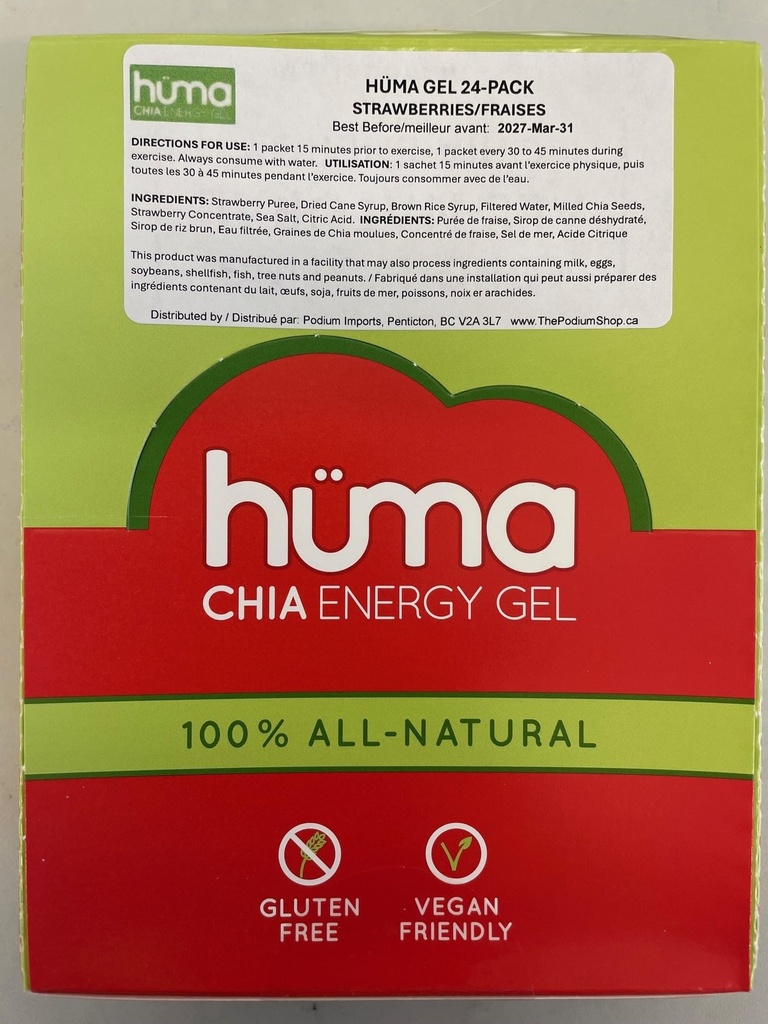 hüma
CHIA ENERGY GEL
HÜMA GEL 24-PACK
STRAWBERRIES/FRAISES
Best Before/meilleur avant: 2027-Mar-31
DIRECTIONS FOR USE: 1 packet 15 minutes prior to exercise, 1 packet every 30 to 45 minutes during
exercise. Always consume with water. UTILISATION: 1 sachet 15 minutes avant l'exercice physique, puis
toutes les 30 à 45 minutes pendant l'exercice. Toujours consommer avec de l'eau.
INGREDIENTS: Strawberry Puree, Dried Cane Syrup, Brown Rice Syrup, Filtered Water, Milled Chia Seeds,
Strawberry Concentrate, Sea Salt, Citric Acid. INGRÉDIENTS: Purée de fraise, Sirop de canne déshydraté,
Sirop de riz brun, Eau filtrée, Graines de Chia moulues, Concentré de fraise, Sel de mer, Acide Citrique
This product was manufactured in a facility that may also process ingredients containing milk, eggs,
soybeans, shellfish, fish, tree nuts and peanuts. / Fabriqué dans une installation qui peut aussi préparer des
ingrédients contenant du lait, œufs, soja, fruits de mer, poissons, noix er arachides.
Distributed by / Distribué par: Podium Imports, Penticton, BC V2A 3L7 www.ThePodiumShop.ca
hüma
CHIA ENERGY GEL
100% ALL-NATURAL
GLUTEN
FREE
VEGAN
FRIENDLY